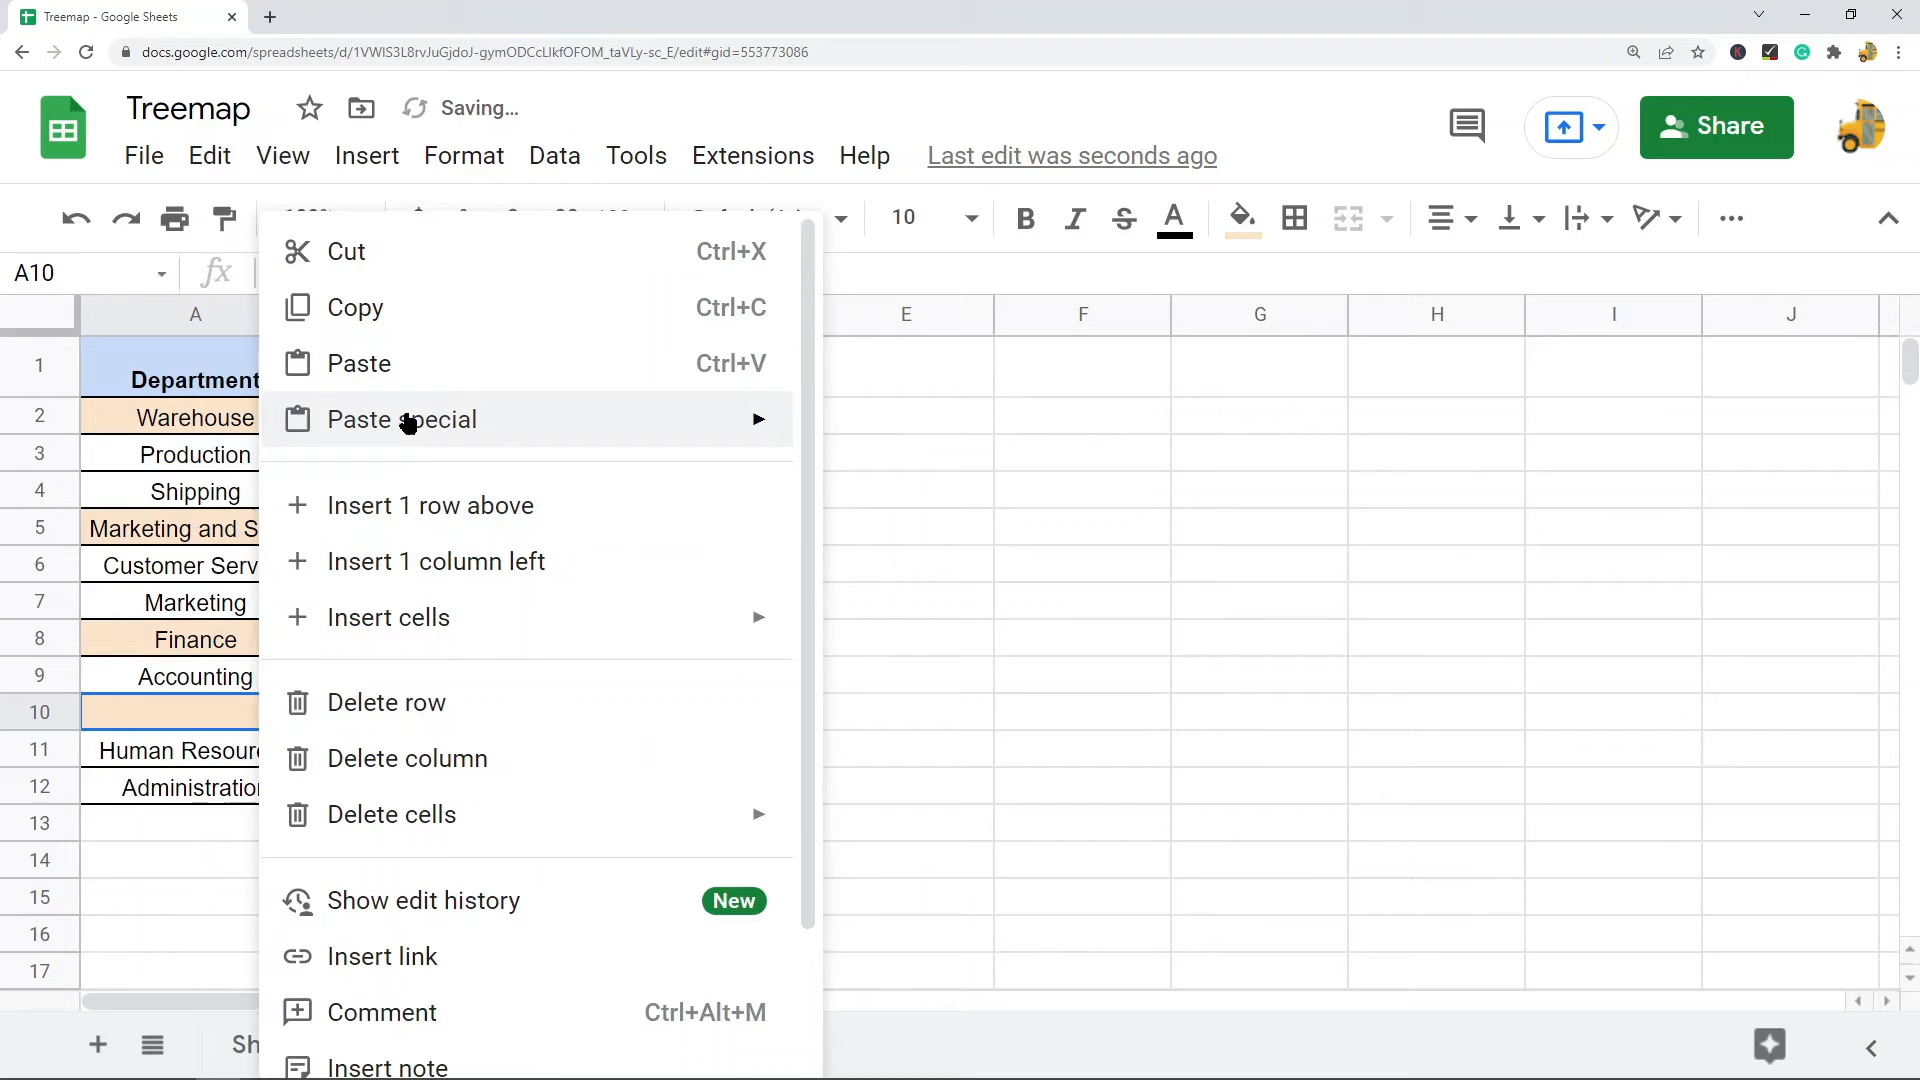 Treemap - Google Sheets
docs.google.com/spreadsheets/d/1VWIS3L8rvJuGjdoJ-gymODCcLlkfOFOM_taVLy-sc_E/edit#gid=553773086
Treemap Saving...
Share
File Edit View Insert Format Data Tools Extensions Help Last edit was seconds ago
10 B I S A
A10 fx
A E F G H I J
Cut Ctrl+X
Copy Ctrl+C
Paste Ctrl+V
Paste special
Insert 1 row above
Insert 1 column left
Insert cells
Delete row
Delete column
Delete cells
Show edit history New
Insert link
Comment Ctrl+Alt+M
Insert note
1 Department
2 Warehouse
3 Production
4 Shipping
5 Marketing and S
6 Customer Serv
7 Marketing
8 Finance
9 Accounting
10
11 Human Resour
12 Administration
13
14
15
16
17
Sh